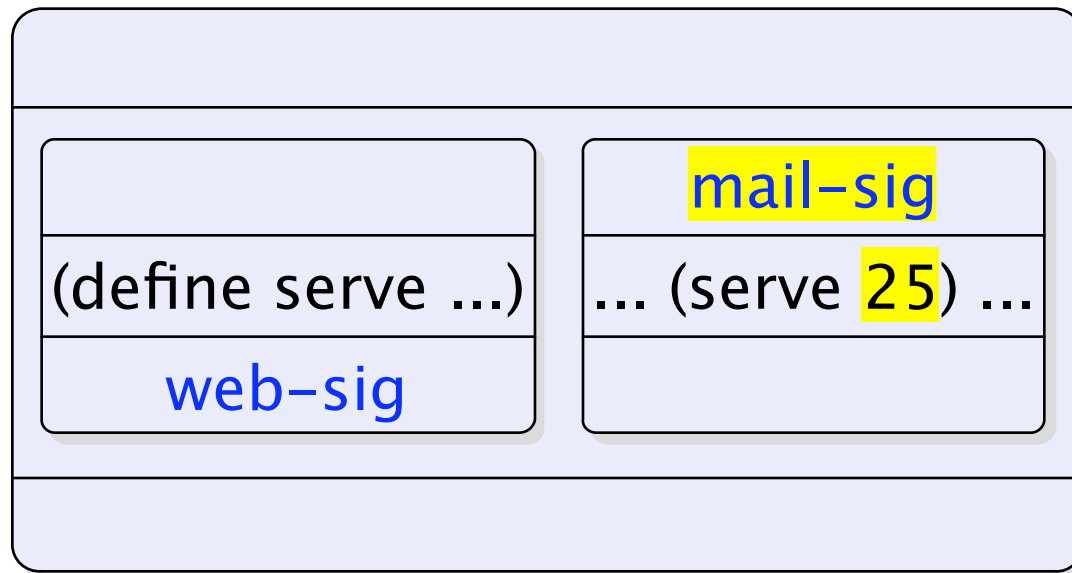 mail-sig
(define serve ...)
... (serve 25) ...
web-sig